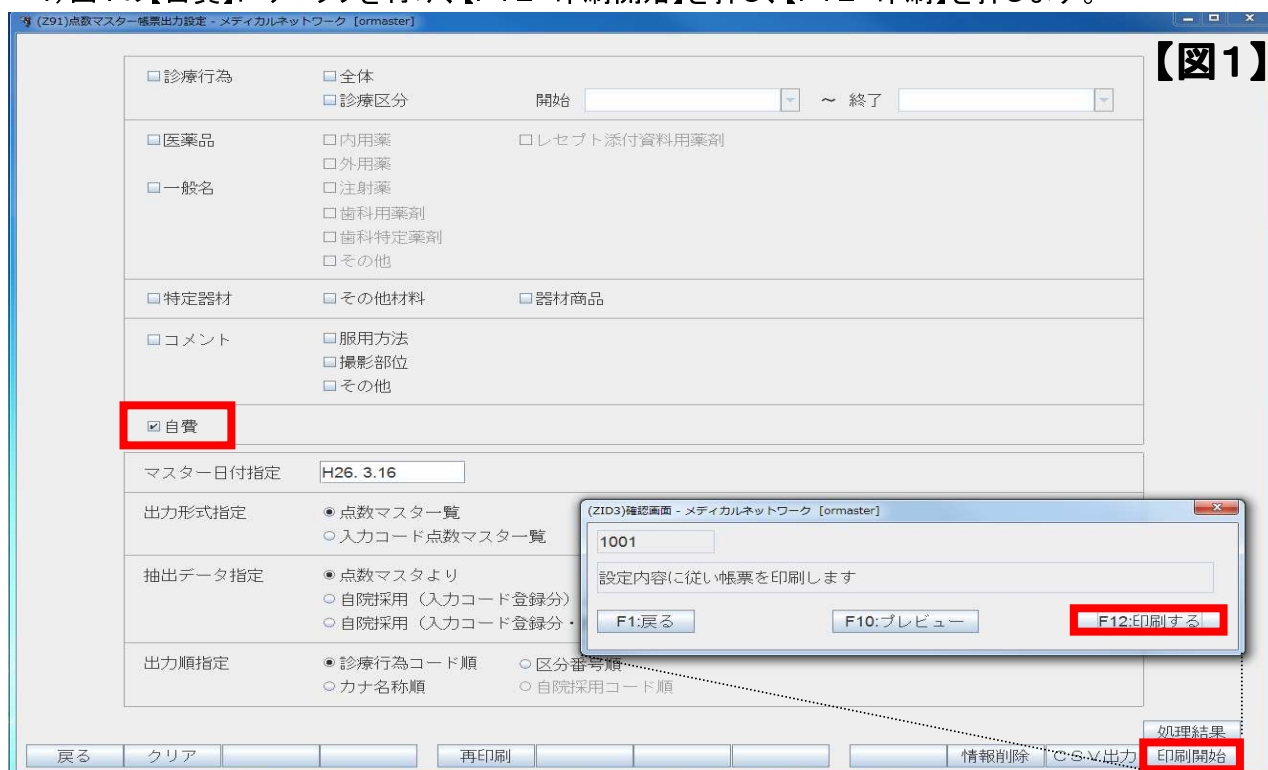 (Z91)点数マスター帳票出力設定 - メディカルネットワーク [ormaster]
【図1】
□診療行為 □全体
□診療区分 開始 ～ 終了
□医薬品 □内用薬 □レセプト添付資料用薬剤
□外用薬
□一般名 □注射薬
□歯科用薬剤
□歯科特定薬剤
□その他
□特定器材 □その他材料 □器材商品
□コメント □服用方法
□撮影部位
□その他
☑自費
マスター日付指定 H26. 3.16
出力形式指定 ◉点数マスター覧
○入力コード点数マスター覧
抽出データ指定 ◉点数マスタより
○自院採用（入力コード登録分）
○自院採用（入力コード登録分・
出力順指定 ◉診療行為コード順 ○区分番号順
○カナ名称順 ○自院採用コード順
(ZID3)確認画面 - メディカルネットワーク [ormaster]
1001
設定内容に従い帳票を印刷します
F1:戻る F10:プレビュー F12:印刷する
処理結果
戻る クリア 再印刷 情報削除 ＣＳＶ出力 印刷開始